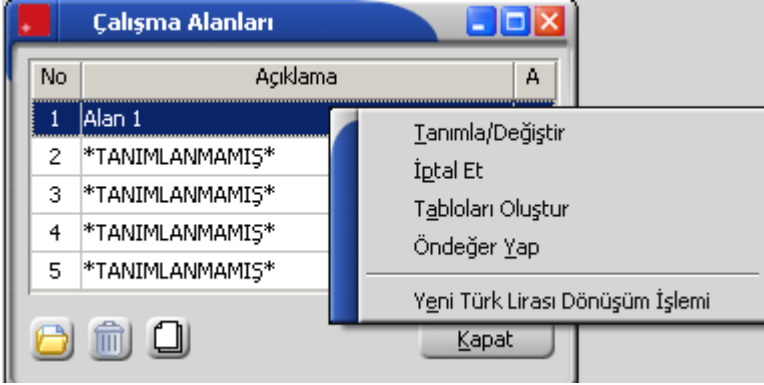 Çalışma Alanları
No Açıklama A
1 Alan 1
2 *TANIMLANMAMIŞ*
3 *TANIMLANMAMIŞ*
4 *TANIMLANMAMIŞ*
5 *TANIMLANMAMIŞ*
Tanımla/Değiştir
İptal Et
Tabloları Oluştur
Öndeğer Yap
Yeni Türk Lirası Dönüşüm İşlemi
Kapat